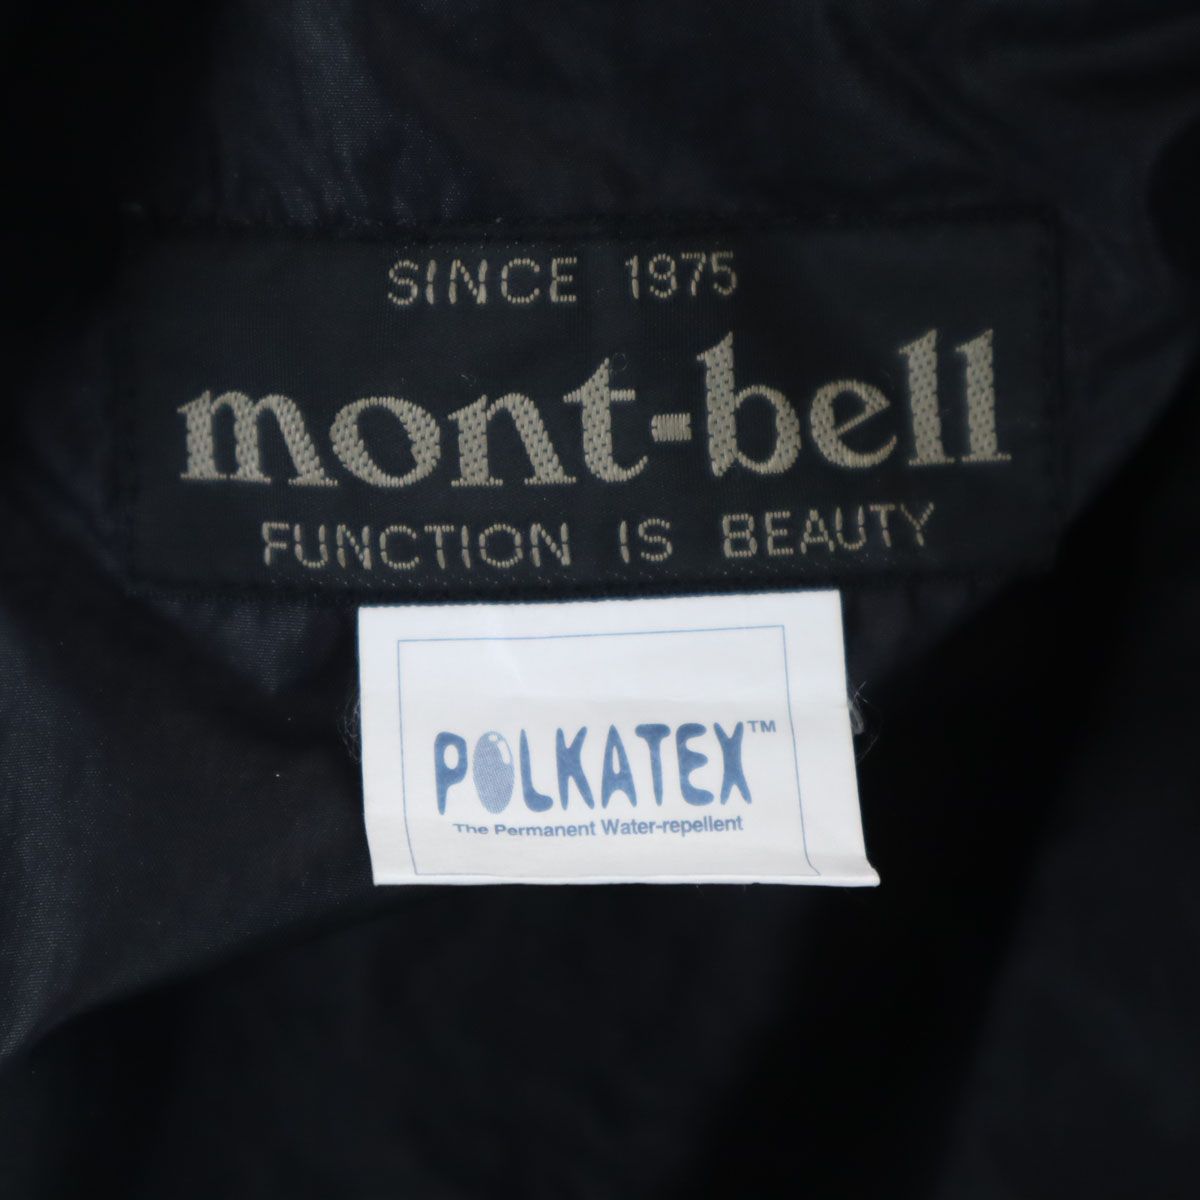 SINCE 1975
mont-bell
FUNCTION IS BEAUTY
POLKATEX™
The Permanent Water-repellent